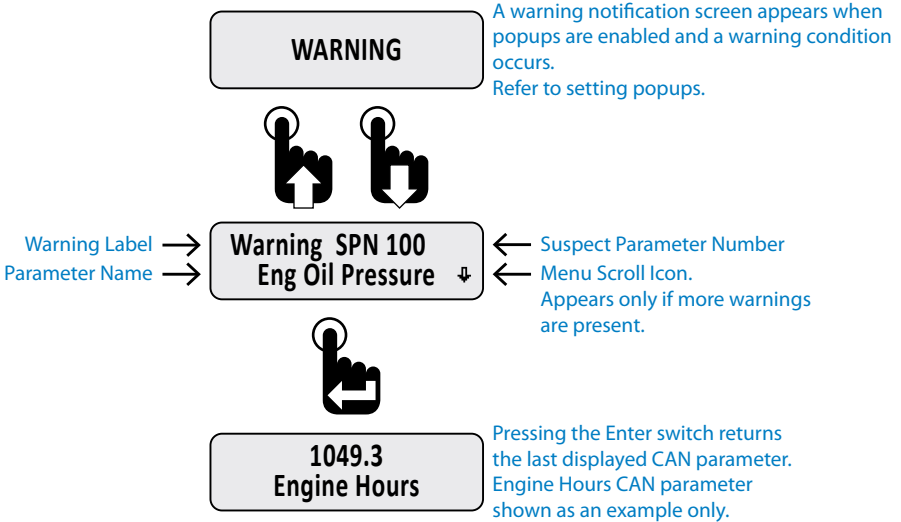 WARNING
A warning notification screen appears when
popups are enabled and a warning condition
occurs.
Refer to setting popups.
Warning Label
Parameter Name
Warning SPN 100
Eng Oil Pressure
Suspect Parameter Number
Menu Scroll Icon.
Appears only if more warnings
are present.
1049.3
Engine Hours
Pressing the Enter switch returns
the last displayed CAN parameter.
Engine Hours CAN parameter
shown as an example only.